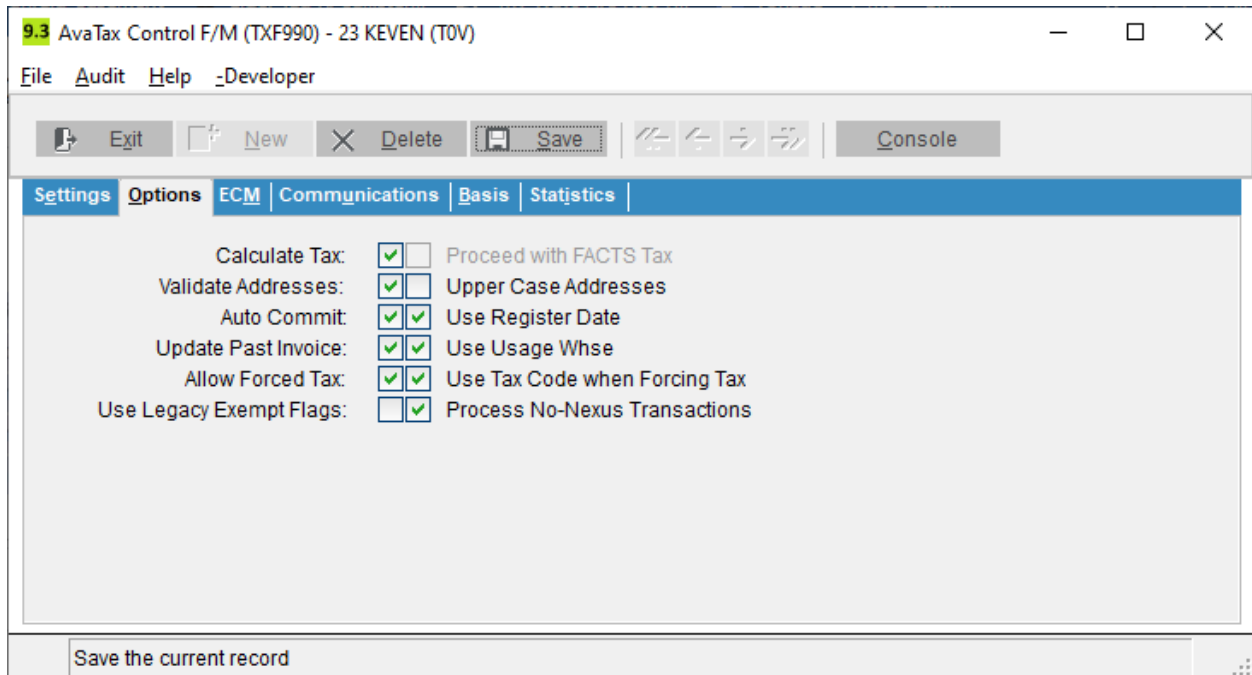 9.3 AvaTax Control F/M (TXF990) - 23 KEVEN (T0V)
File Audit Help -Developer
Exit New Delete Save Console
Settings Options ECM Communications Basis Statistics
Calculate Tax: Proceed with FACTS Tax
Validate Addresses: Upper Case Addresses
Auto Commit: Use Register Date
Update Past Invoice: Use Usage Whse
Allow Forced Tax: Use Tax Code when Forcing Tax
Use Legacy Exempt Flags: Process No-Nexus Transactions
Save the current record